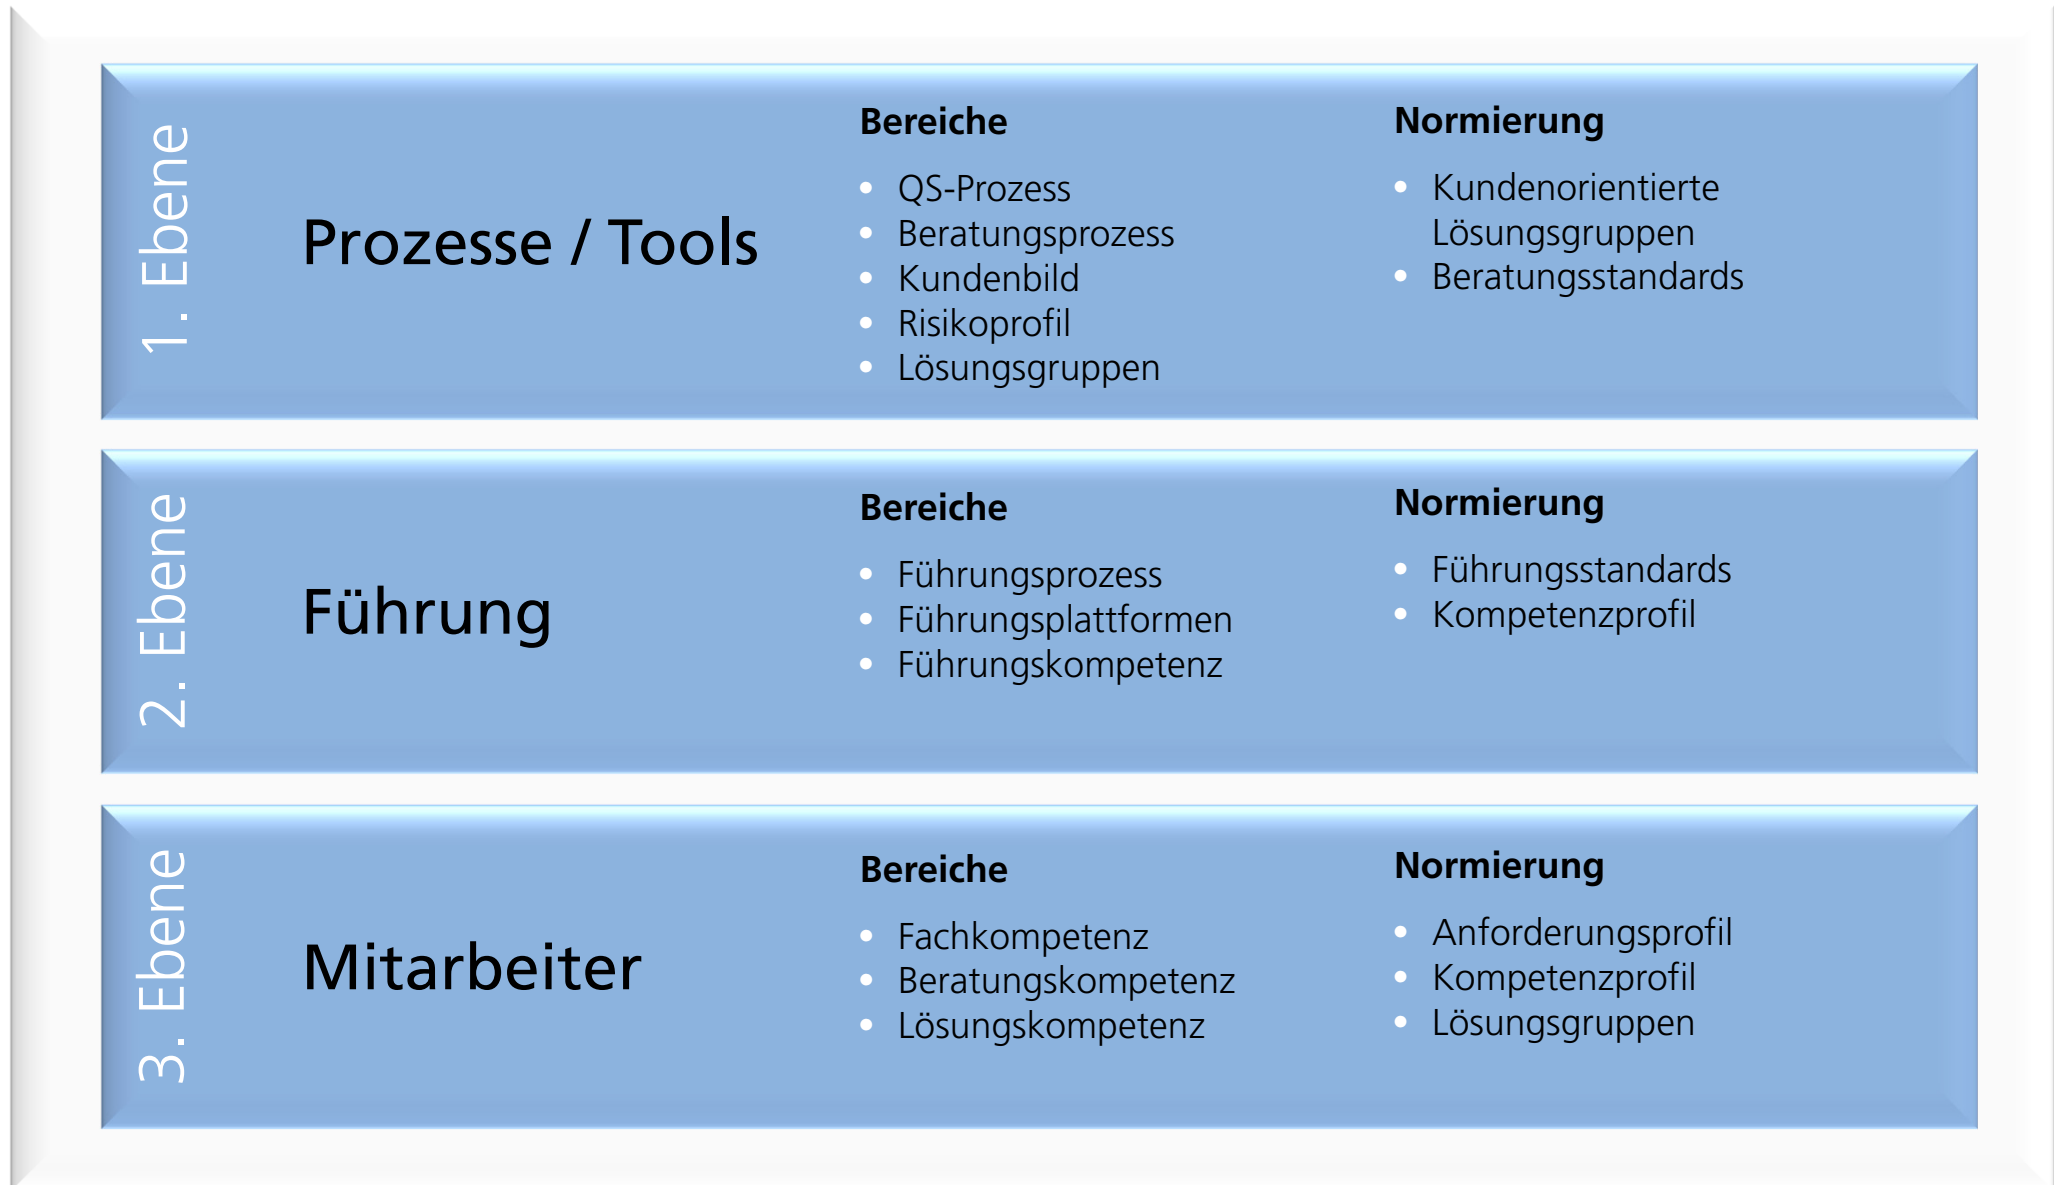 1. Ebene
Prozesse / Tools
Bereiche
• QS-Prozess
• Beratungsprozess
• Kundenbild
• Risikoprofil
• Lösungsgruppen
Normierung
• Kundenorientierte
Lösungsgruppen
• Beratungsstandards
2. Ebene
Führung
Bereiche
• Führungsprozess
• Führungsplattformen
• Führungskompetenz
Normierung
• Führungsstandards
• Kompetenzprofil
3. Ebene
Mitarbeiter
Bereiche
• Fachkompetenz
• Beratungskompetenz
• Lösungskompetenz
Normierung
• Anforderungsprofil
• Kompetenzprofil
• Lösungsgruppen